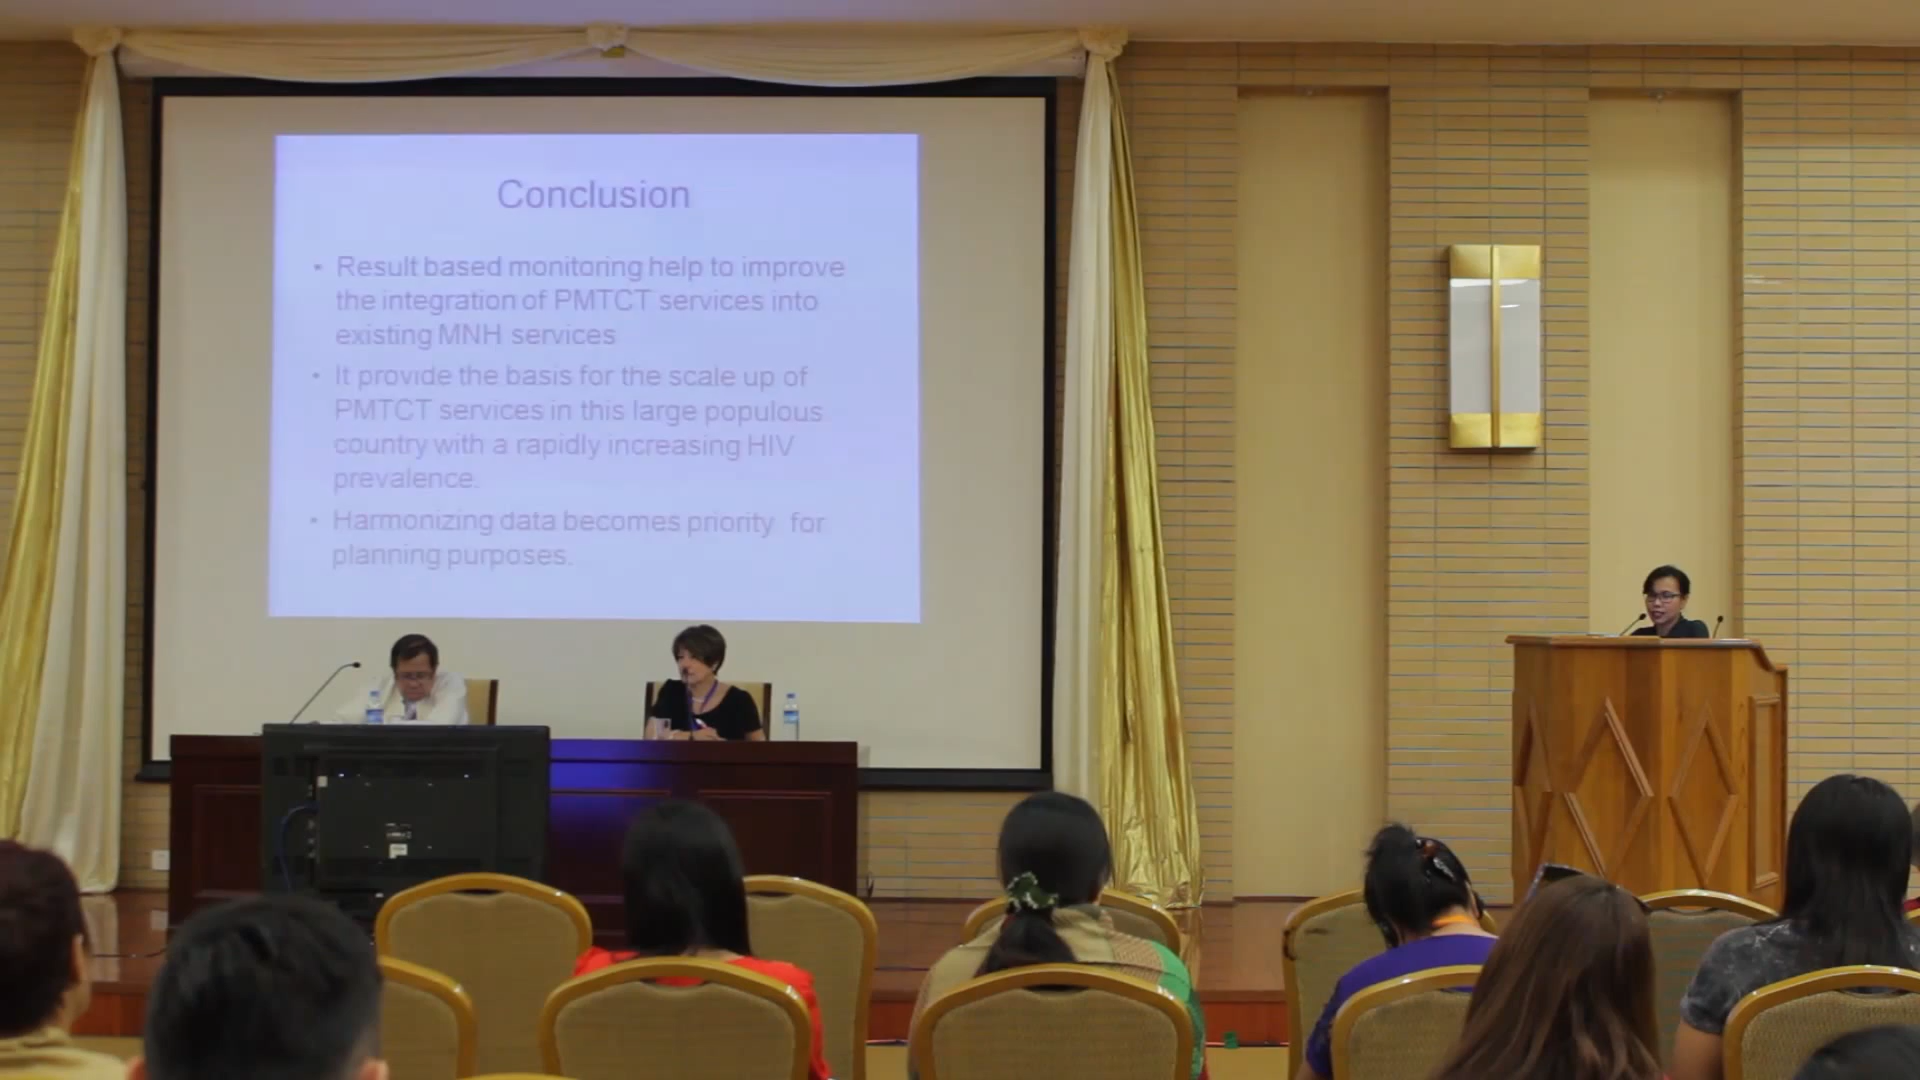 Conclusion
• Result based monitoring help to improve
the integration of PMTCT services into
existing MNH services
• It provide the basis for the scale up of
PMTCT services in this large populous
country with a rapidly increasing HIV
prevalence.
• Harmonizing data becomes priority for
planning purposes.